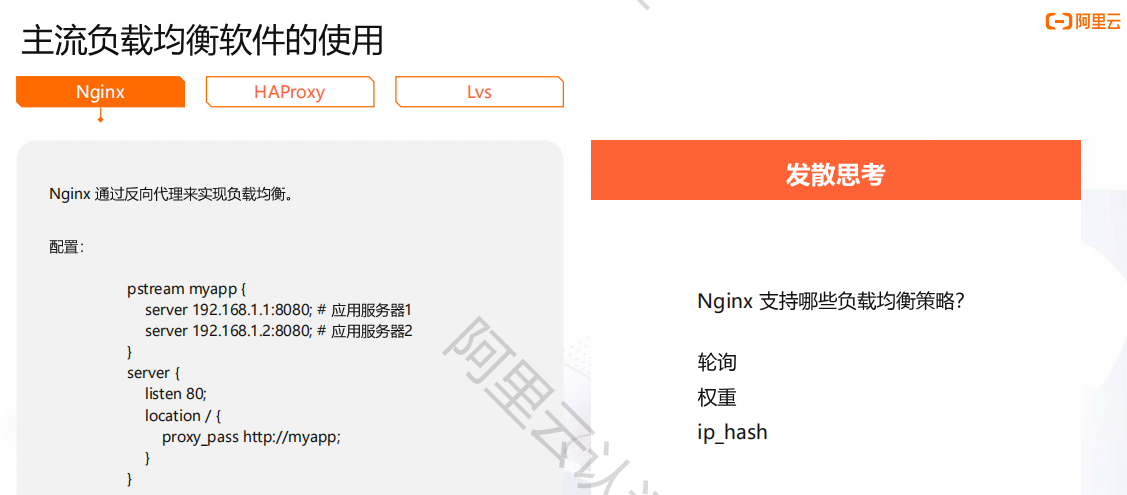 主流负载均衡软件的使用
阿里云
Nginx
HAProxy
Lvs
Nginx 通过反向代理来实现负载均衡。
配置：
pstream myapp {
server 192.168.1.1:8080; # 应用服务器1
server 192.168.1.2:8080; # 应用服务器2
}
server {
listen 80;
location / {
proxy_pass http://myapp;
}
}
发散思考
Nginx 支持哪些负载均衡策略？
轮询
权重
ip_hash
阿里云认